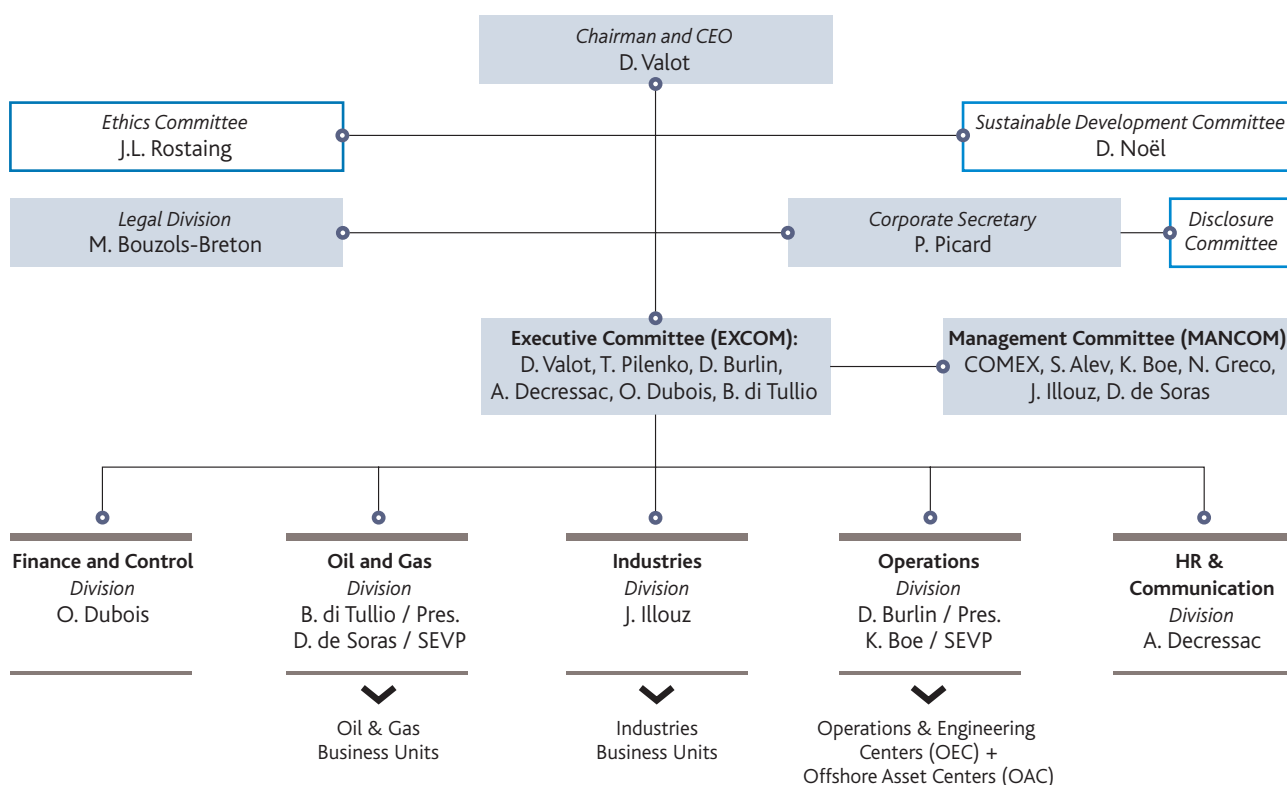 Chairman and CEO
D. Valot
Ethics Committee
J.L. Rostaing
Sustainable Development Committee
D. Noël
Legal Division
M. Bouzols-Breton
Corporate Secretary
P. Picard
Disclosure
Committee
Executive Committee (EXCOM):
D. Valot, T. Pilenko, D. Burlin,
A. Decressac, O. Dubois, B. di Tullio
Management Committee (MANCOM)
COMEX, S. Alev, K. Boe, N. Greco,
J. Illouz, D. de Soras
Finance and Control
Division
O. Dubois
Oil and Gas
Division
B. di Tullio / Pres.
D. de Soras / SEVP
Industries
Division
J. Illouz
Operations
Division
D. Burlin / Pres.
K. Boe / SEVP
HR &
Communication
Division
A. Decressac
Oil & Gas
Business Units
Industries
Business Units
Operations & Engineering
Centers (OEC) +
Offshore Asset Centers (OAC)